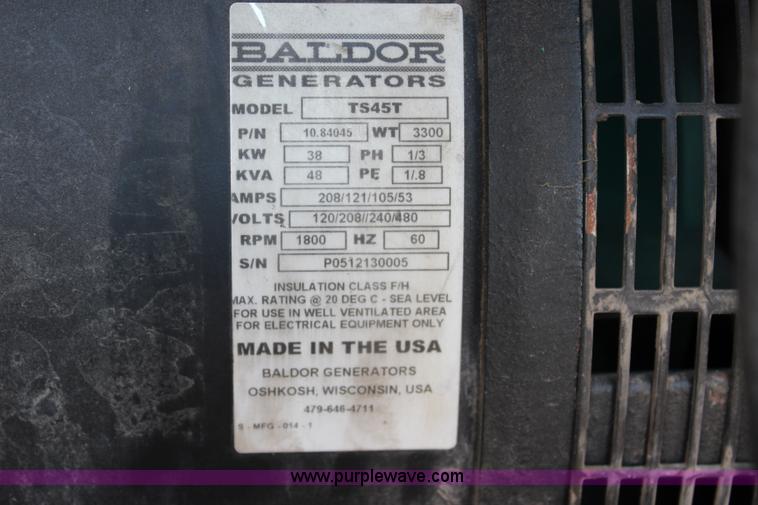 BALDOR
GENERATORS
MODEL TS45T
P/N 10.84045 WT 3300
KW 38 PH 1/3
KVA 48 PE 1/.8
AMPS 208/121/105/53
VOLTS 120/208//240/480
RPM 1800 HZ 60
S/N P0512130005
INSULATION CLASS F/H
MAX. RATING @ 20 DEG C - SEA LEVEL
FOR USE IN WELL VENTILATED AREA
FOR ELECTRICAL EQUIPMENT ONLY
MADE IN THE USA
BALDOR GENERATORS
OSHKOSH, WISCONSIN, USA
479-646-4711
S - MFG - 014 - 1
www.purplewave.com